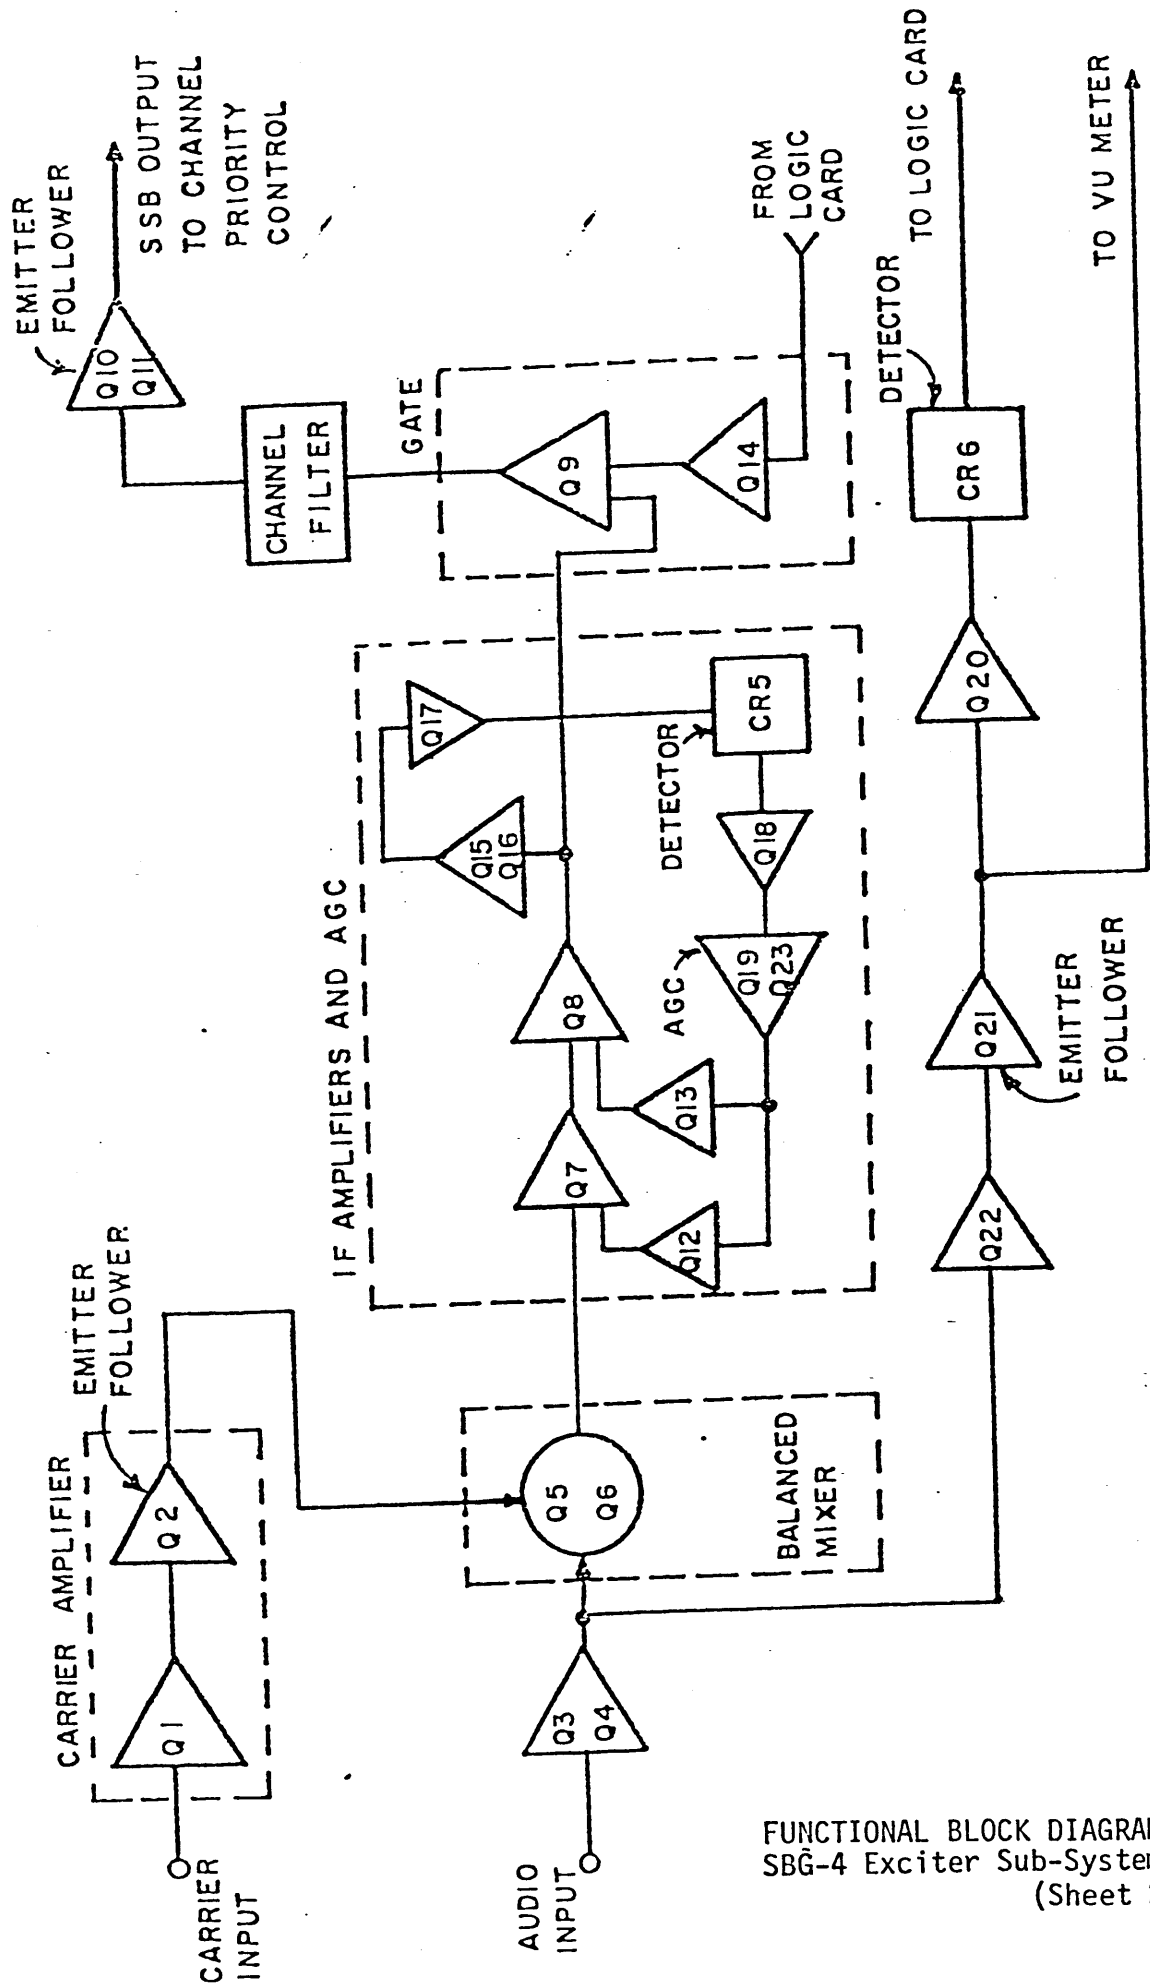 CARRIER
INPUT
CARRIER AMPLIFIER
Q1
Q2
EMITTER
FOLLOWER
AUDIO
INPUT
Q3
Q4
Q5
Q6
BALANCED
MIXER
IF AMPLIFIERS AND AGC
Q7
Q8
Q12
Q13
Q15
Q16
Q17
DETECTOR
CR5
Q18
AGC
Q19
Q23
GATE
Q9
Q14
FROM
LOGIC
CARD
CHANNEL
FILTER
EMITTER
FOLLOWER
Q10
Q11
SSB OUTPUT
TO CHANNEL
PRIORITY
CONTROL
Q22
Q21
EMITTER
FOLLOWER
Q20
DETECTOR
CR6
TO LOGIC CARD
TO VU METER
FUNCTIONAL BLOCK DIAGRAM
SBG-4 Exciter Sub-System
(Sheet